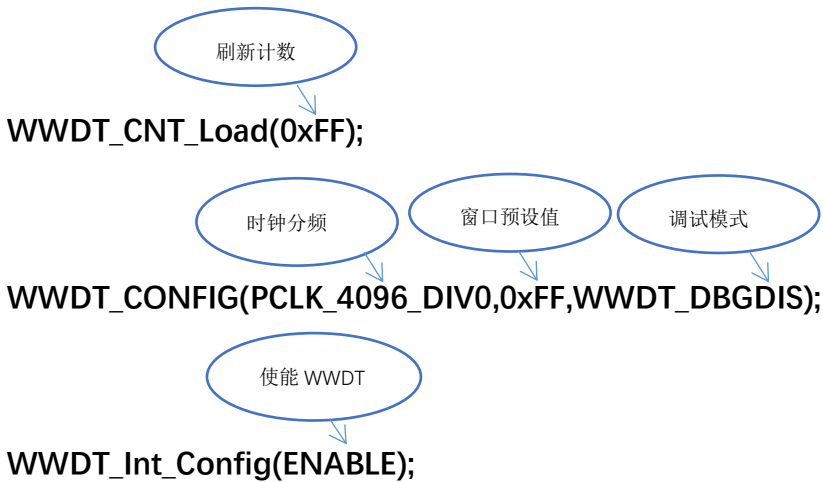 刷新计数
WWDT_CNT_Load(0xFF);
时钟分频
窗口预设值
调试模式
WWDT_CONFIG(PCLK_4096_DIV0,0xFF,WWDT_DBGDIS);
使能 WWDT
WWDT_Int_Config(ENABLE);